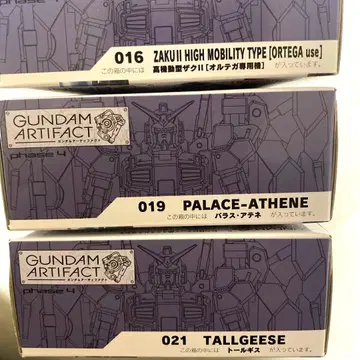 016 ZAKUⅡ HIGH MOBILITY TYPE [ORTEGA use]
この箱の中には 高機動型ザクⅡ[オルテガ専用機] が入っています。
GUNDAM
ARTIFACT
ガンダムアーティファクト
phase 4
019 PALACE-ATHENE
この箱の中には パラス・アテネ が入っています。
GUNDAM
ARTIFACT
ガンダムアーティファクト
phase 4
021 TALLGEESE
この箱の中には トールギス が入っています。